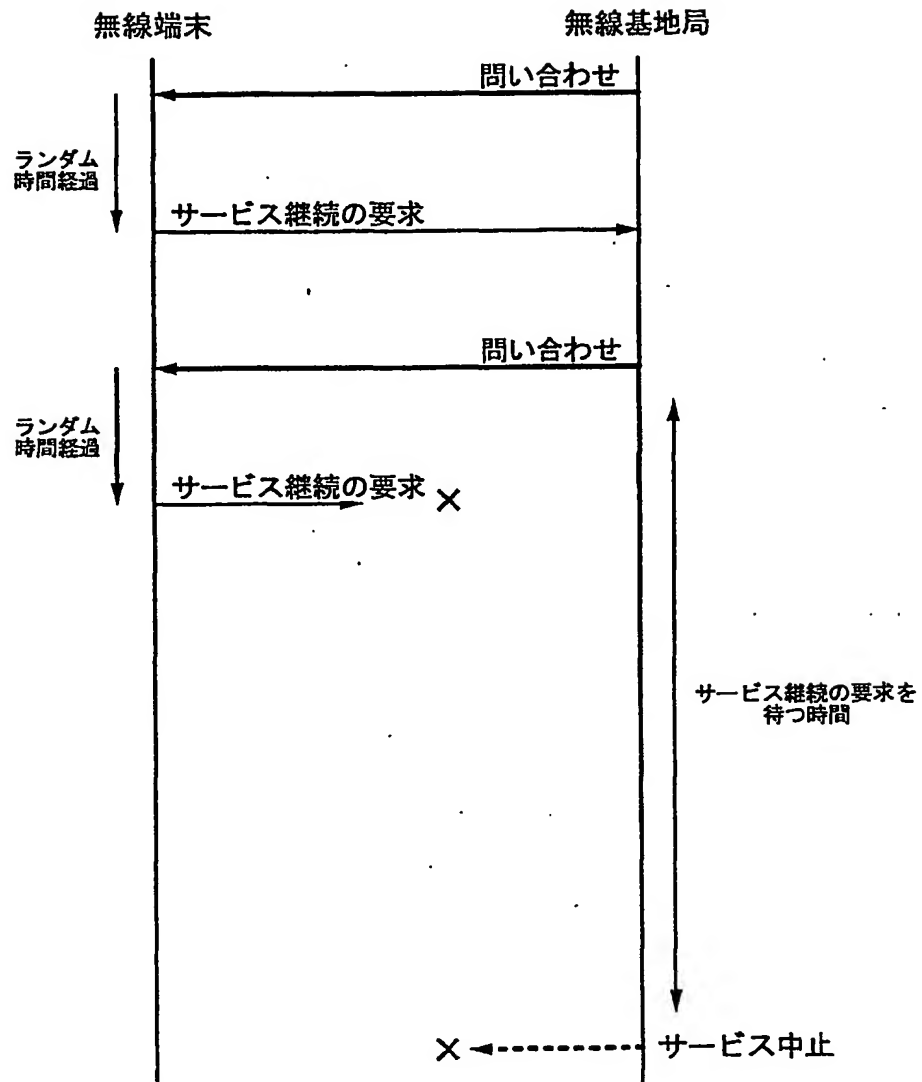 無線端末
無線基地局
問い合わせ
ランダム
時間経過
サービス継続の要求
問い合わせ
ランダム
時間経過
サービス継続の要求
サービス継続の要求を
待つ時間
サービス中止